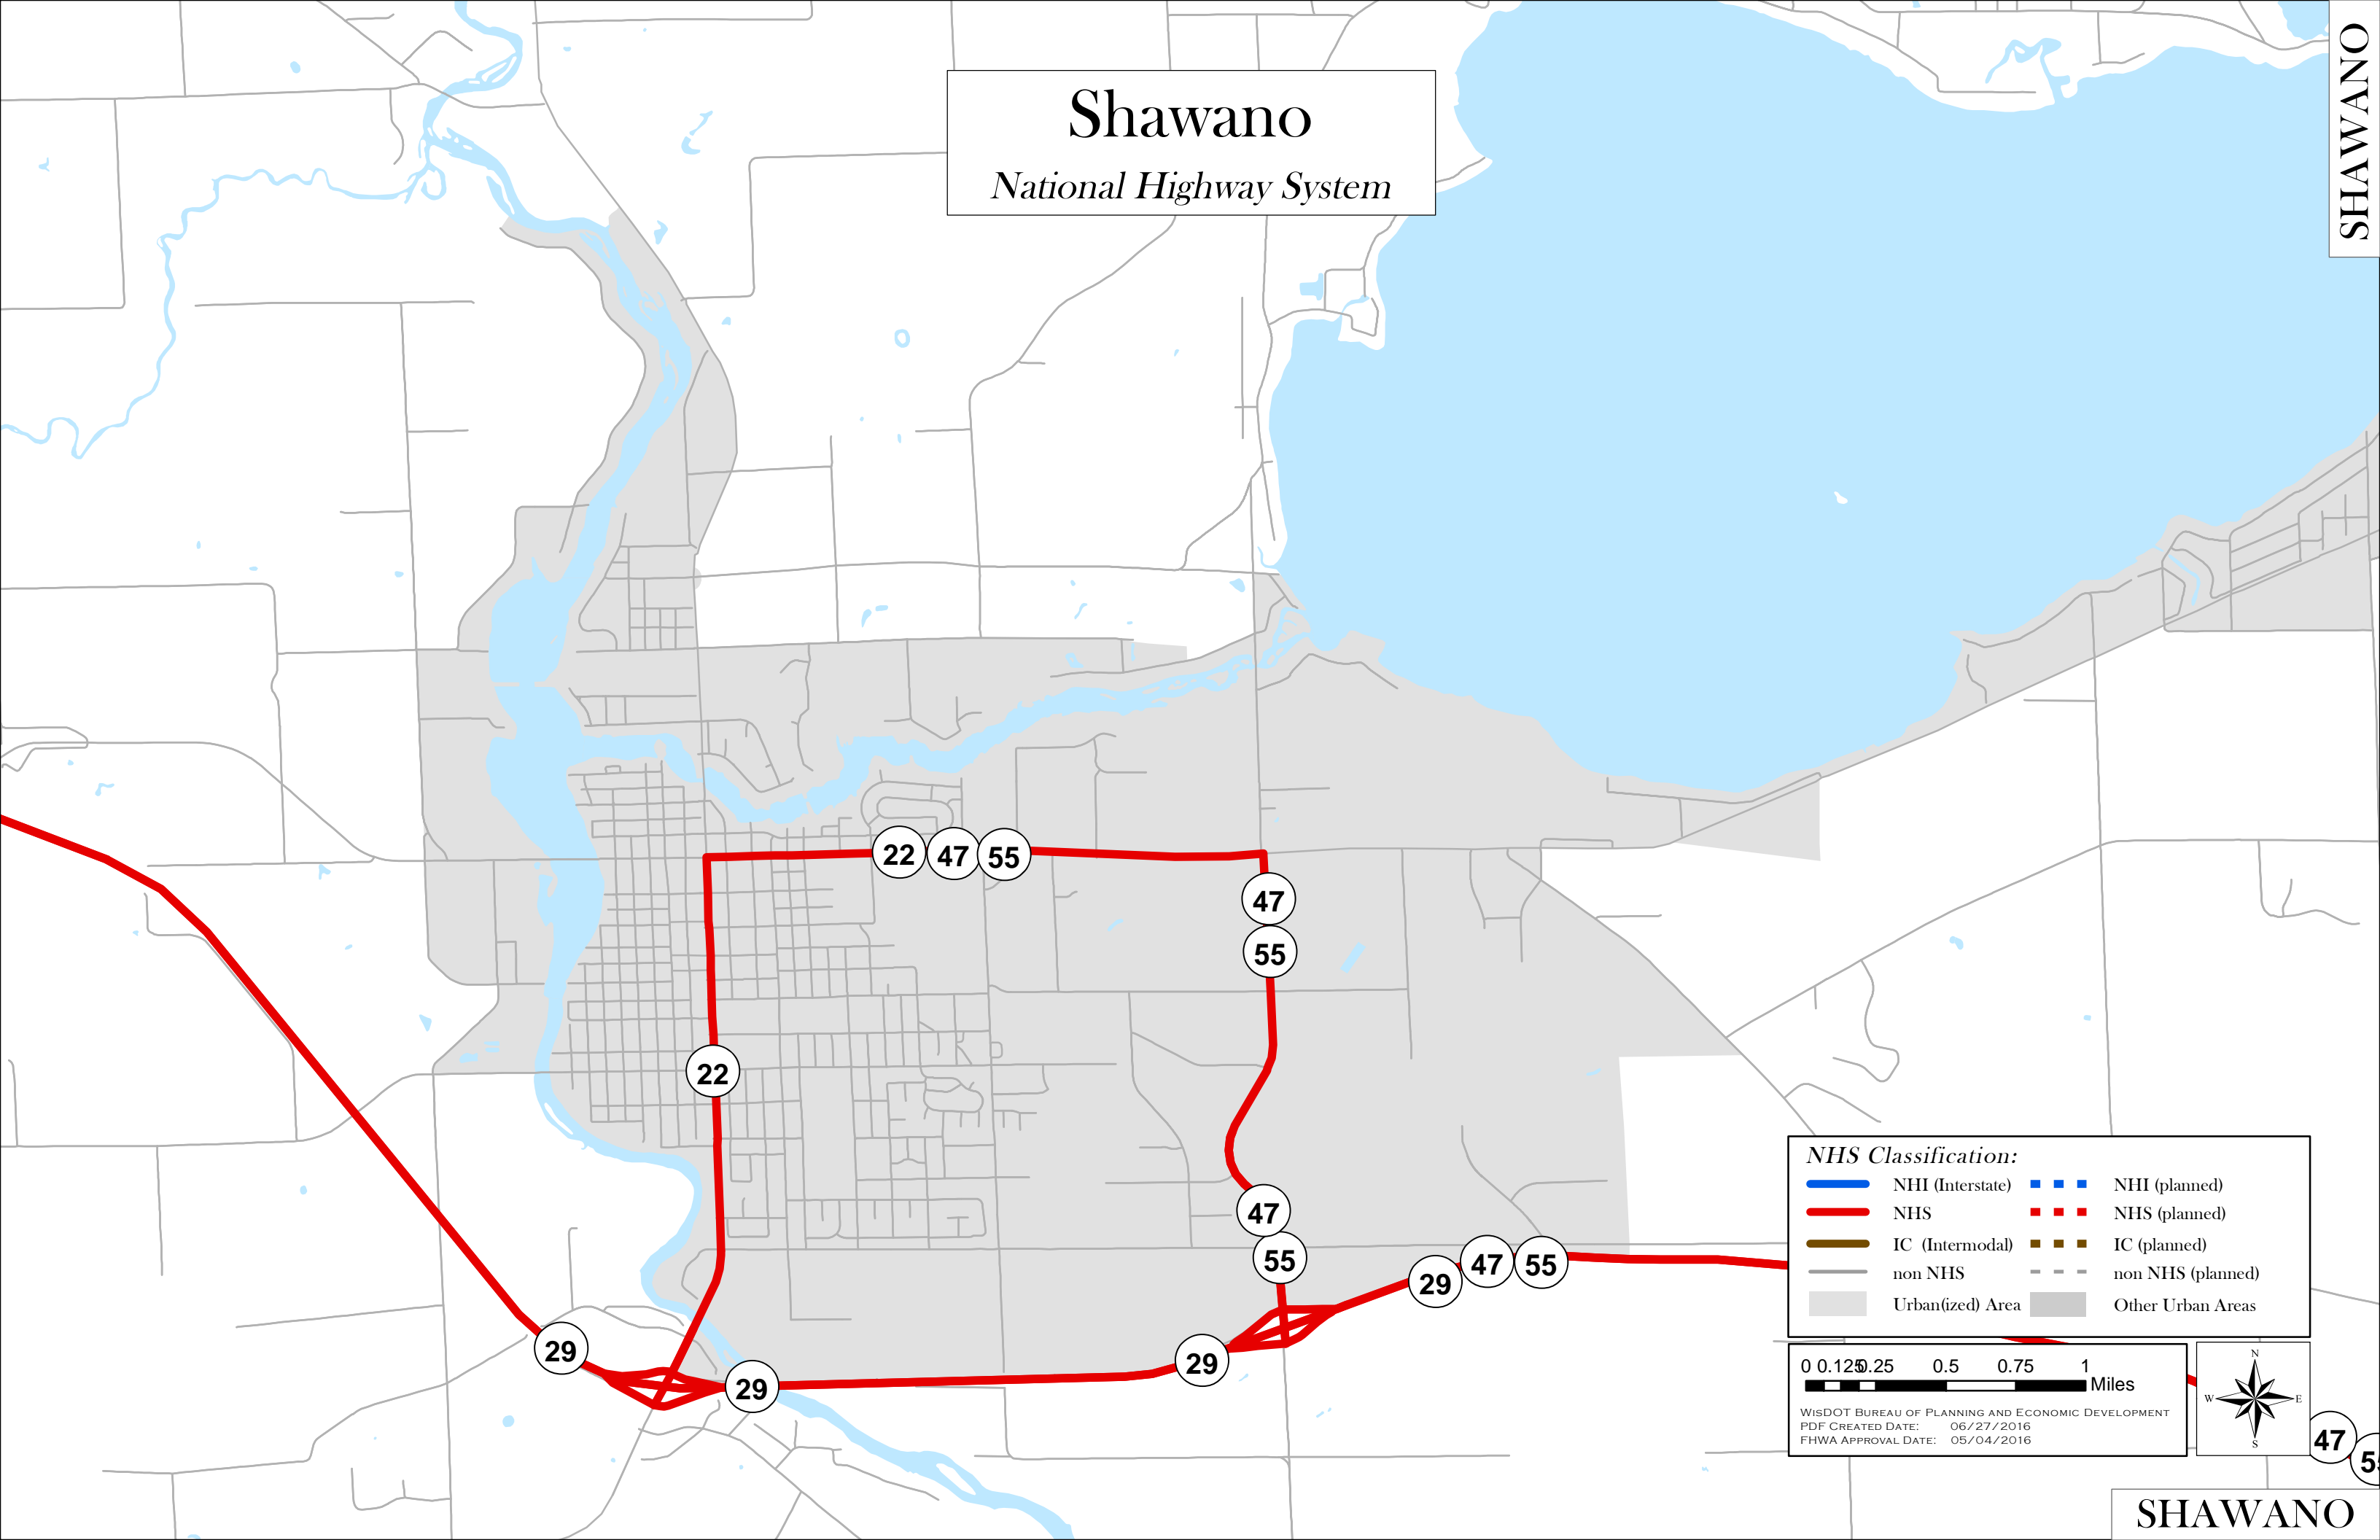 Shawano
National Highway System
SHAWANO
22 47 55
47
55
22
47
55
29 47 55
29
29
29
NHS Classification:
NHI (Interstate) NHI (planned)
NHS NHS (planned)
IC (Intermodal) IC (planned)
non NHS non NHS (planned)
Urban(ized) Area Other Urban Areas
0 0.125 0.25 0.5 0.75 1
Miles
WisDOT Bureau of Planning and Economic Development
PDF Created Date: 06/27/2016
FHWA Approval Date: 05/04/2016
N
W E
S
47
SHAWANO